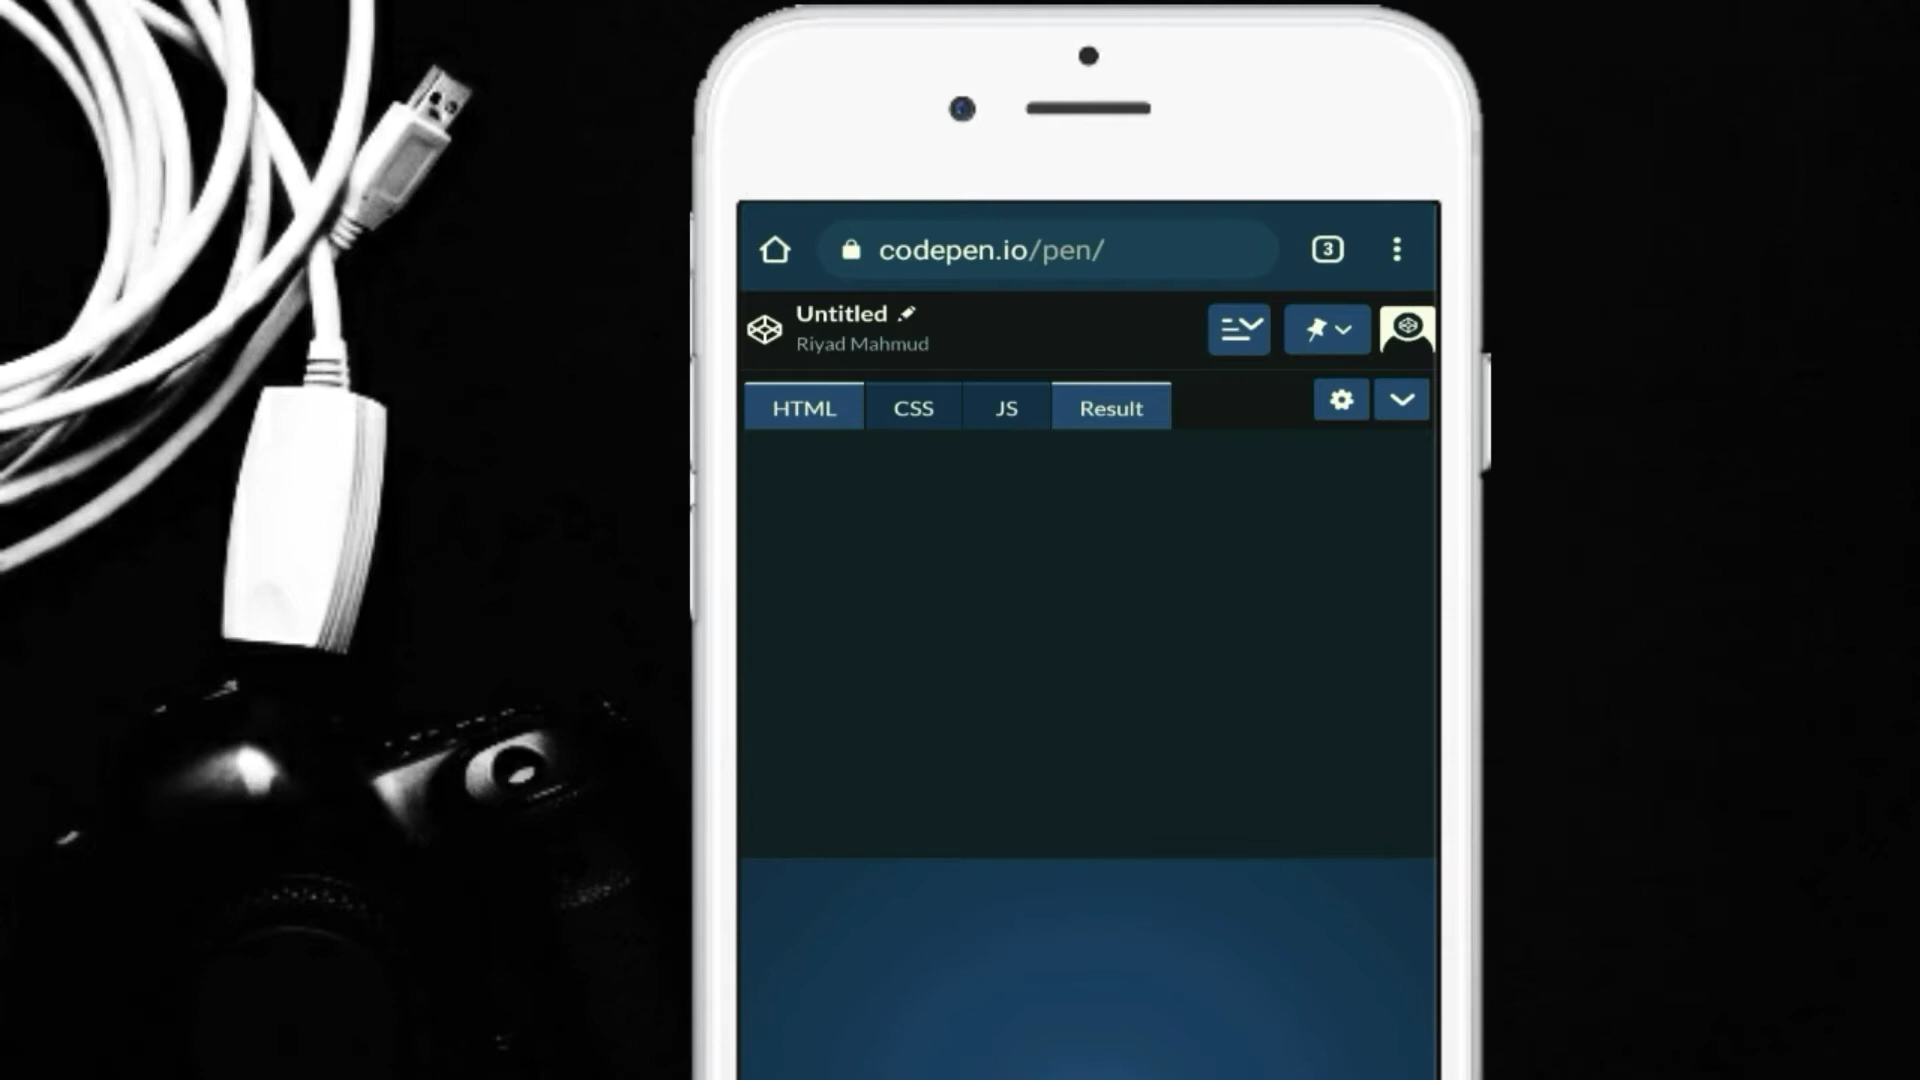 codepen.io/pen/
3
Untitled
Riyad Mahmud
HTML CSS JS Result